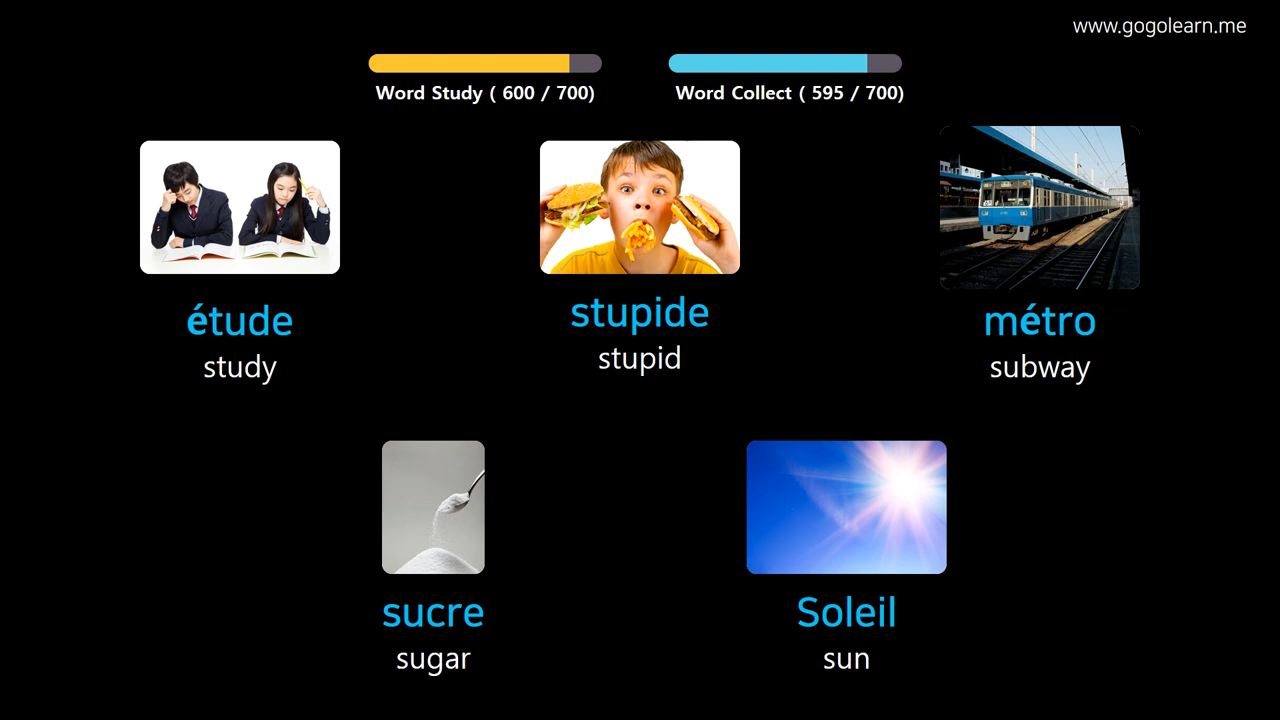 www.gogolearn.me
Word Study ( 600 / 700)
Word Collect ( 595 / 700)
étude
study
stupide
stupid
métro
subway
sucre
sugar
Soleil
sun